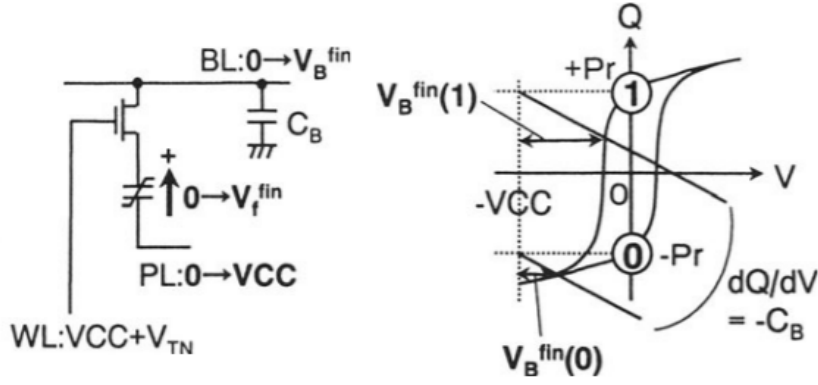 BL:0→V_B^fin
C_B
+
0→V_f^fin
PL:0→VCC
WL:VCC+V_TN
Q
+Pr
1
V_B^fin(1)
V
-VCC
0
0
-Pr
dQ/dV
= -C_B
V_B^fin(0)